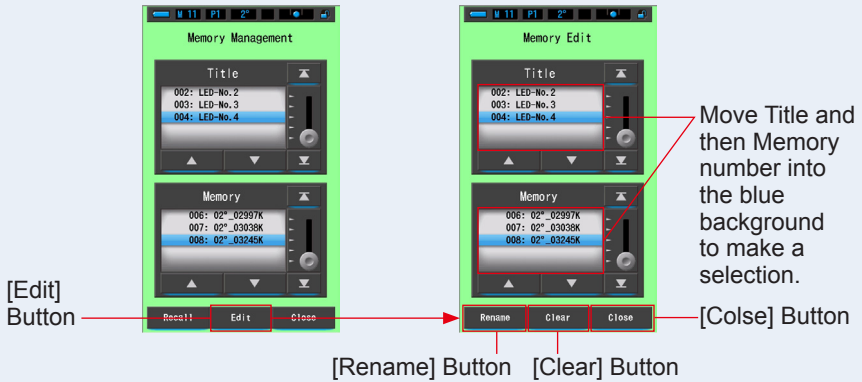 M 11 P1 2°
Memory Management
Title
002: LED-No.2
003: LED-No.3
004: LED-No.4
Memory
006: 02°_02997K
007: 02°_03038K
008: 02°_03245K
Recall Edit Close
[Edit]
Button
M 11 P1 2°
Memory Edit
Title
002: LED-No.2
003: LED-No.3
004: LED-No.4
Memory
006: 02°_02997K
007: 02°_03038K
008: 02°_03245K
Rename Clear Close
Move Title and
then Memory
number into
the blue
background
to make a
selection.
[Colse] Button
[Rename] Button [Clear] Button